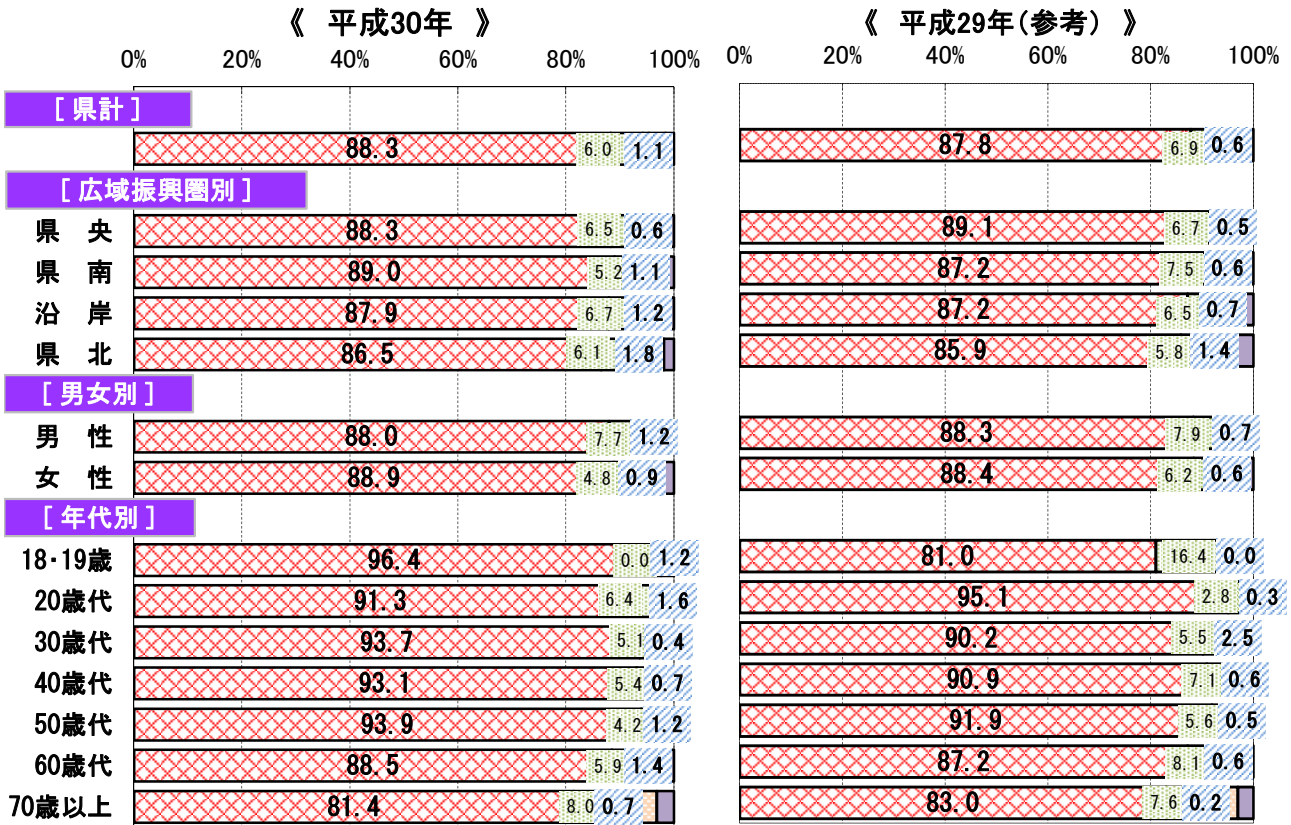 《 平成30年 》 《 平成29年(参考) 》
0% 20% 40% 60% 80% 100% 0% 20% 40% 60% 80% 100%
[ 県計 ]
88.3 6.0 1.1 87.8 6.9 0.6
[ 広域振興圏別 ]
県 央 88.3 6.5 0.6 89.1 6.7 0.5
県 南 89.0 5.2 1.1 87.2 7.5 0.6
沿 岸 87.9 6.7 1.2 87.2 6.5 0.7
県 北 86.5 6.1 1.8 85.9 5.8 1.4
[ 男女別 ]
男 性 88.0 7.7 1.2 88.3 7.9 0.7
女 性 88.9 4.8 0.9 88.4 6.2 0.6
[ 年代別 ]
18・19歳 96.4 0.0 1.2 81.0 16.4 0.0
20歳代 91.3 6.4 1.6 95.1 2.8 0.3
30歳代 93.7 5.1 0.4 90.2 5.5 2.5
40歳代 93.1 5.4 0.7 90.9 7.1 0.6
50歳代 93.9 4.2 1.2 91.9 5.6 0.5
60歳代 88.5 5.9 1.4 87.2 8.1 0.6
70歳以上 81.4 8.0 0.7 83.0 7.6 0.2